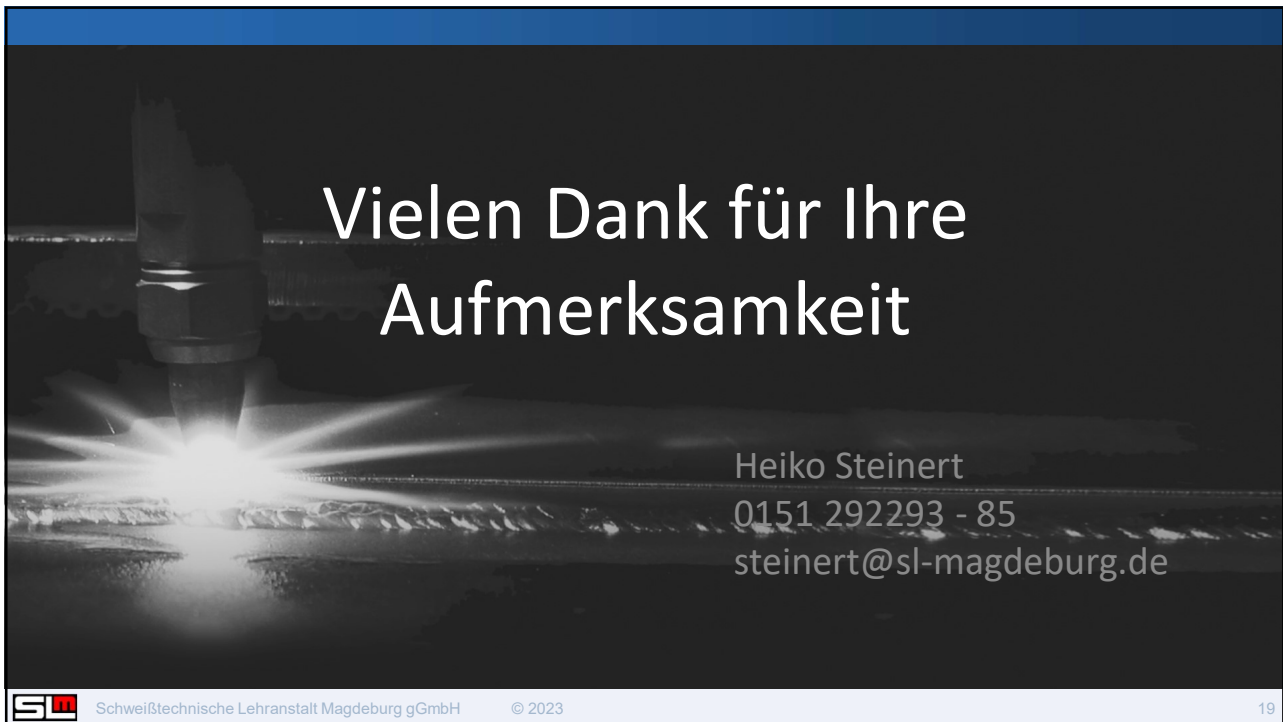 Vielen Dank für Ihre
Aufmerksamkeit
Heiko Steinert
0151 292293 - 85
steinert@sl-magdeburg.de
SLM Schweißtechnische Lehranstalt Magdeburg gGmbH © 2023 19